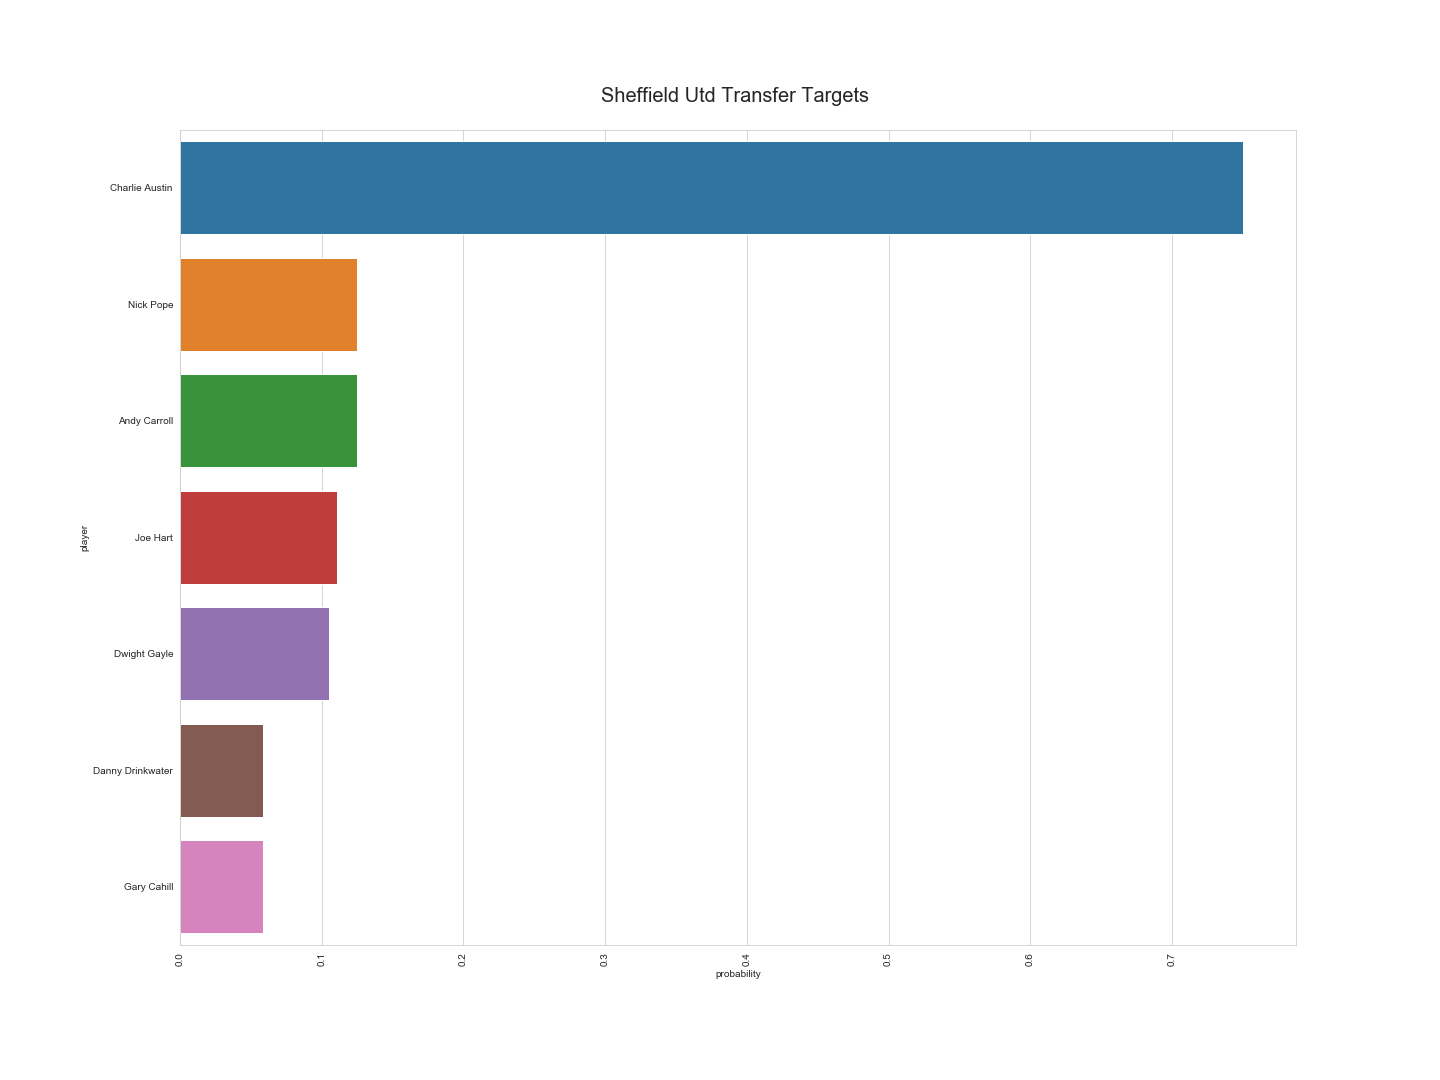 Sheffield Utd Transfer Targets
Charlie Austin
Nick Pope
Andy Carroll
Joe Hart
Dwight Gayle
Danny Drinkwater
Gary Cahill
player
0.0
0.1
0.2
0.3
0.4
0.5
0.6
0.7
probability